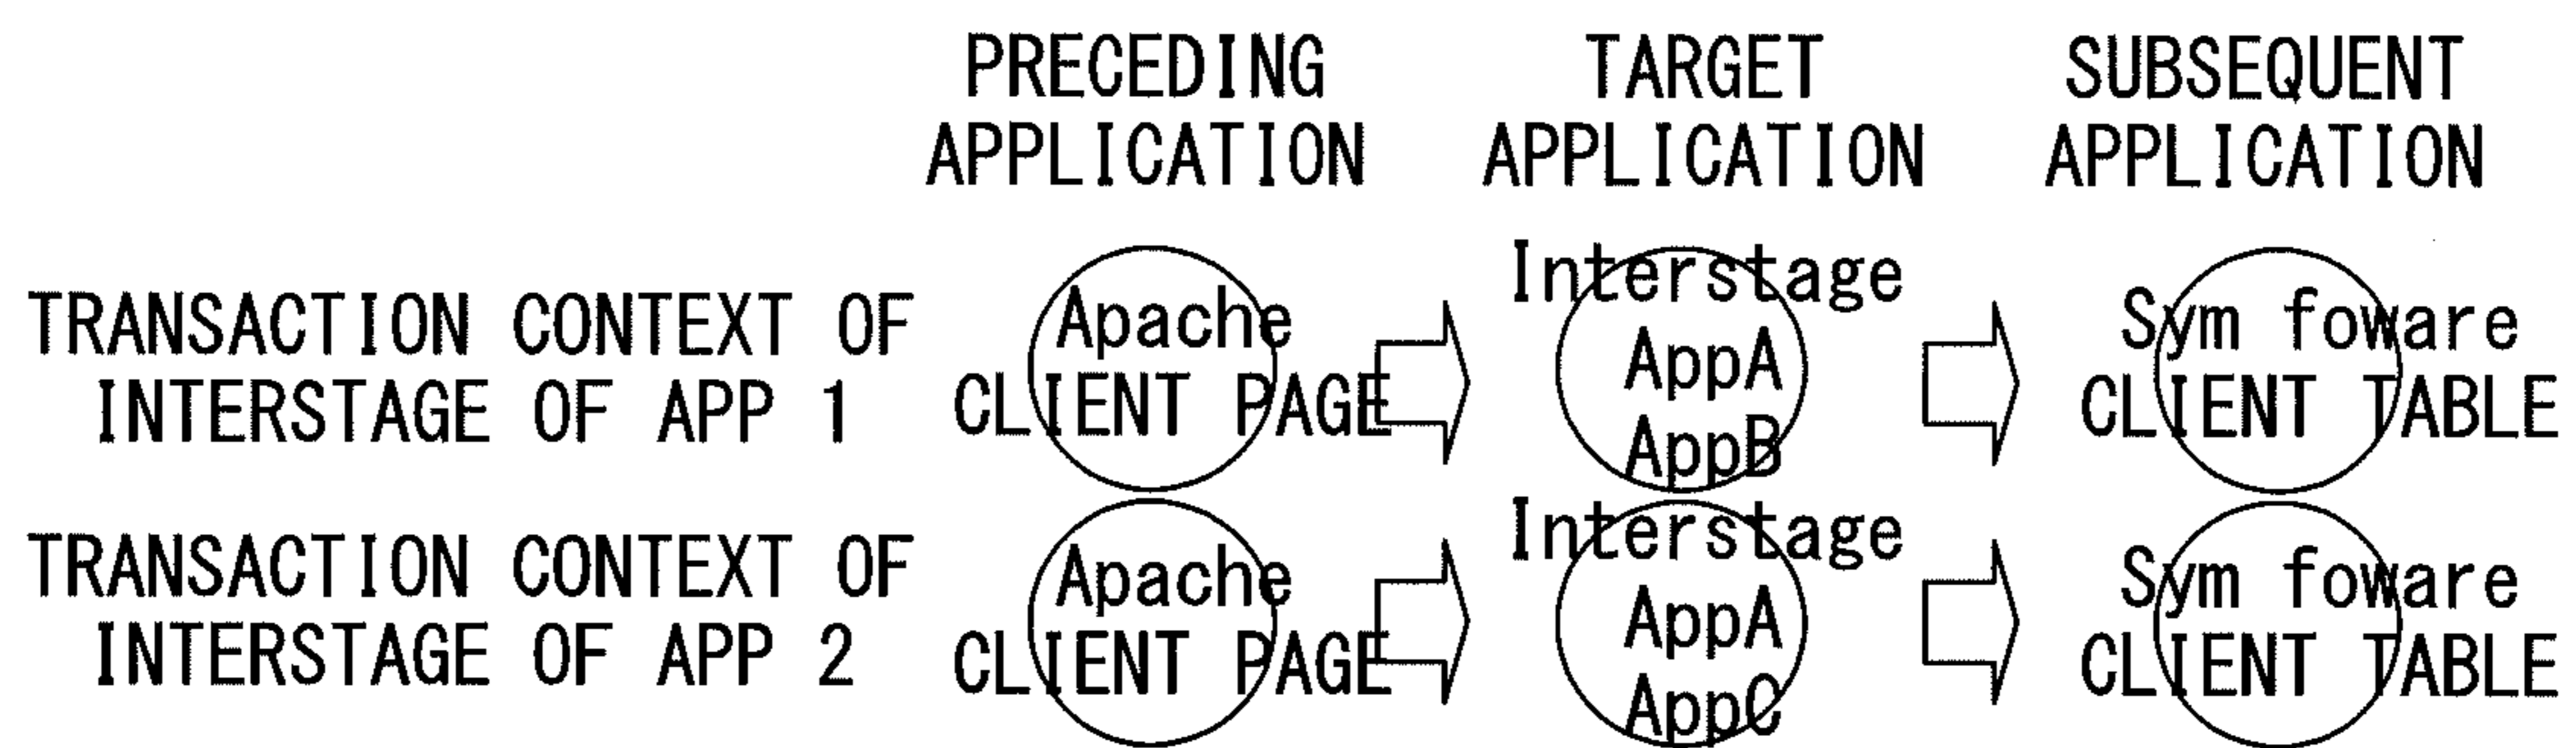 PRECEDING
APPLICATION
TARGET
APPLICATION
SUBSEQUENT
APPLICATION
TRANSACTION CONTEXT OF
INTERSTAGE OF APP 1
Apache
CLIENT PAGE
Interstage
AppA
AppB
Sym foware
CLIENT TABLE
TRANSACTION CONTEXT OF
INTERSTAGE OF APP 2
Apache
CLIENT PAGE
Interstage
AppA
AppC
Sym foware
CLIENT TABLE